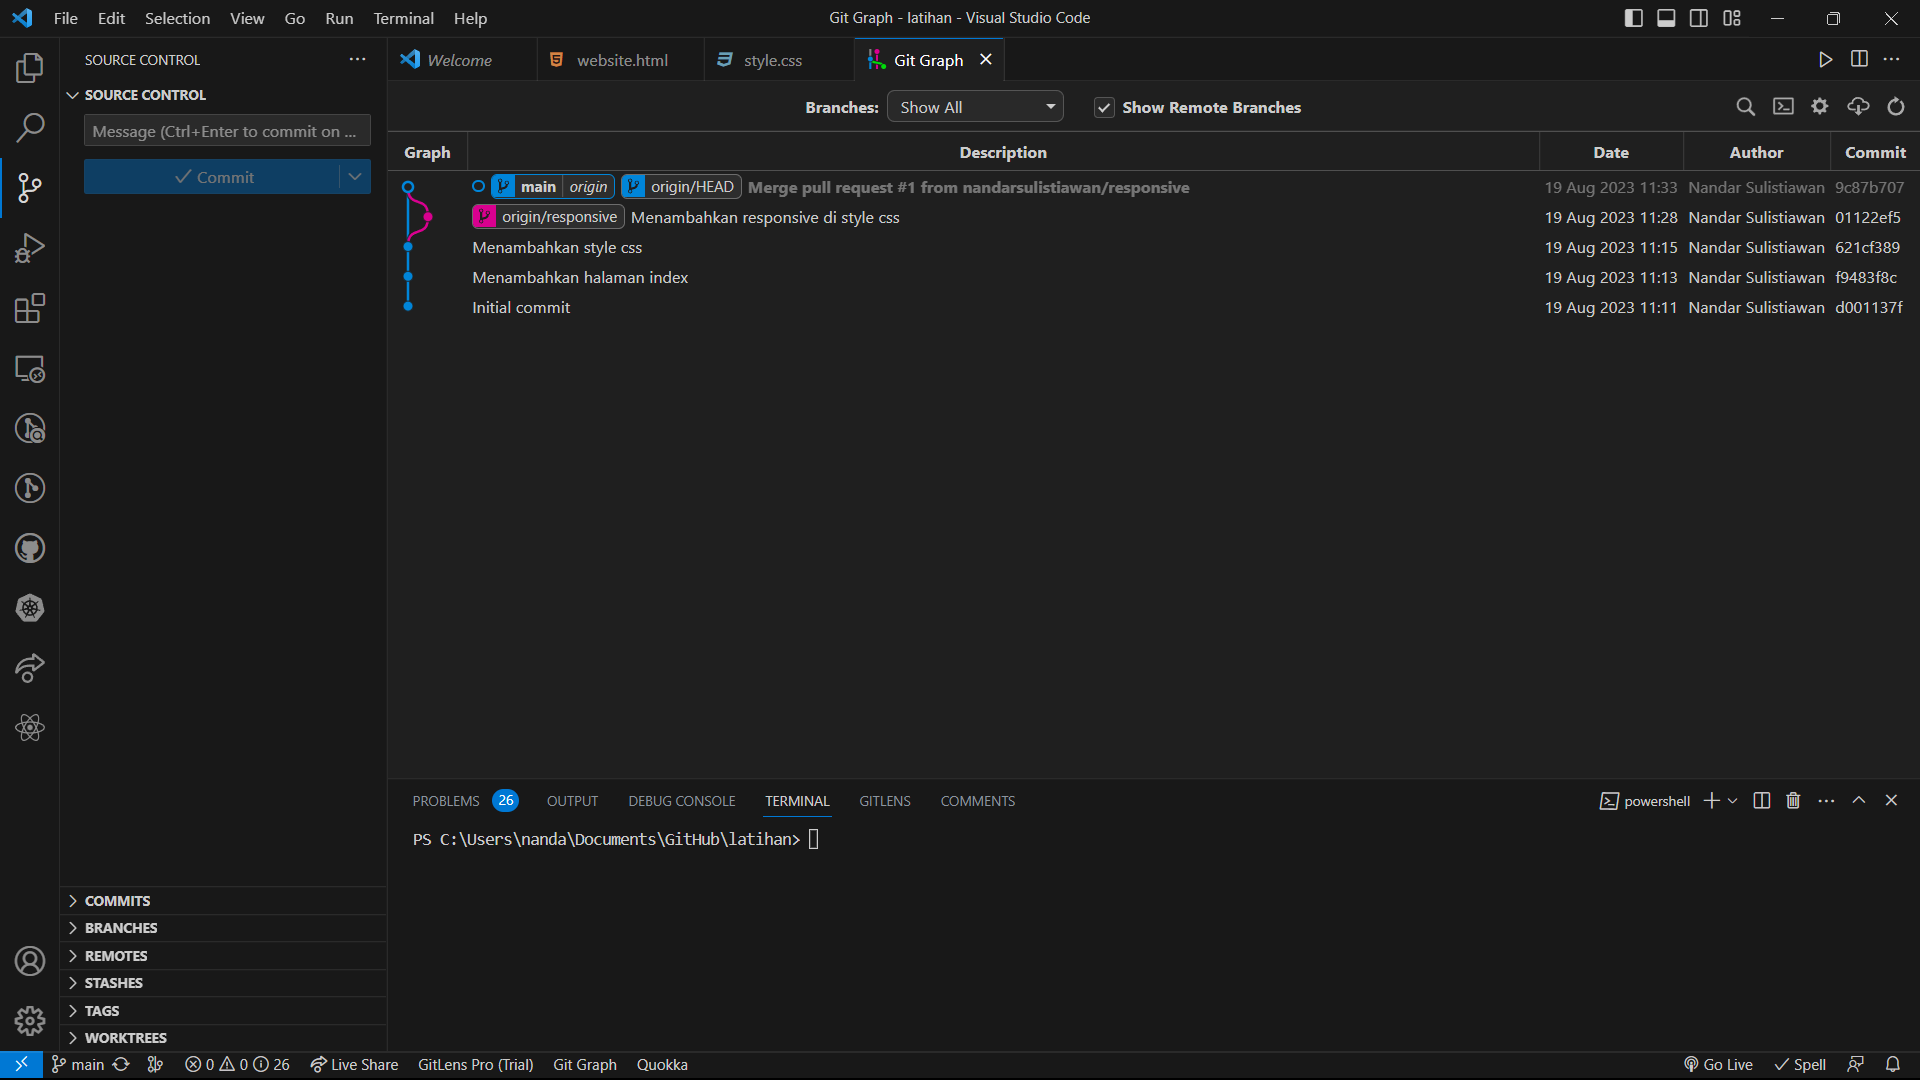 File Edit Selection View Go Run Terminal Help
Git Graph - latihan - Visual Studio Code
SOURCE CONTROL
Welcome website.html style.css Git Graph
SOURCE CONTROL
Message (Ctrl+Enter to commit on ...
Commit
Branches: Show All Show Remote Branches
Graph Description Date Author Commit
main origin origin/HEAD Merge pull request #1 from nandarsulistiawan/responsive 19 Aug 2023 11:33 Nandar Sulistiawan 9c87b707
origin/responsive Menambahkan responsive di style css 19 Aug 2023 11:28 Nandar Sulistiawan 01122ef5
Menambahkan style css 19 Aug 2023 11:15 Nandar Sulistiawan 621cf389
Menambahkan halaman index 19 Aug 2023 11:13 Nandar Sulistiawan f9483f8c
Initial commit 19 Aug 2023 11:11 Nandar Sulistiawan d001137f
PROBLEMS 26 OUTPUT DEBUG CONSOLE TERMINAL GITLENS COMMENTS
powershell
PS C:\Users\nanda\Documents\GitHub\latihan>
COMMITS
BRANCHES
REMOTES
STASHES
TAGS
WORKTREES
main 0 0 26 Live Share GitLens Pro (Trial) Git Graph Quokka Go Live Spell